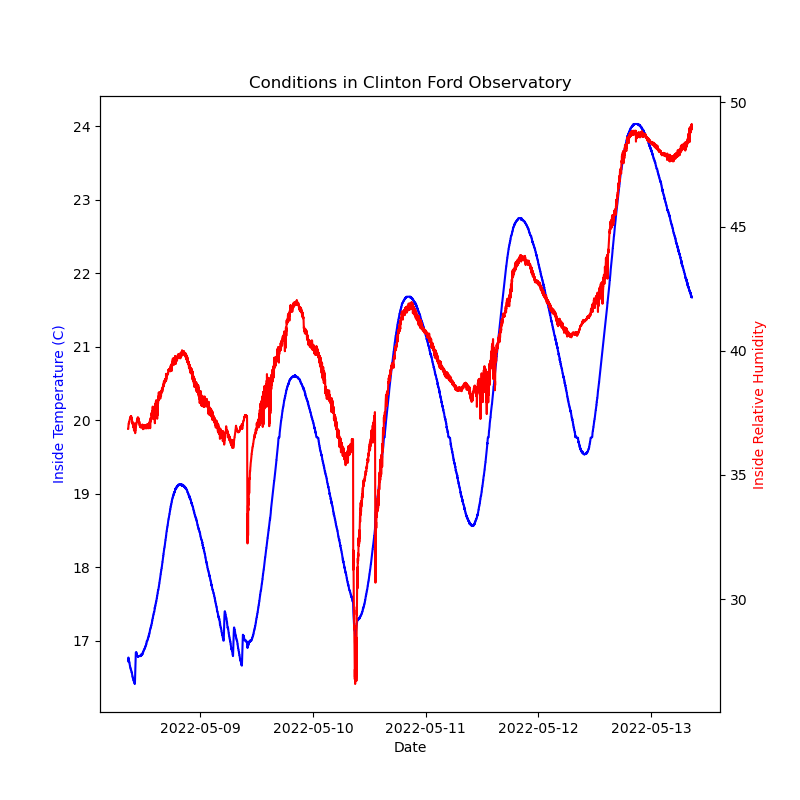 Conditions in Clinton Ford Observatory
Inside Temperature (C)
24
23
22
21
20
19
18
17
50
45
40
35
30
Inside Relative Humidity
2022-05-09 2022-05-10 2022-05-11 2022-05-12 2022-05-13
Date